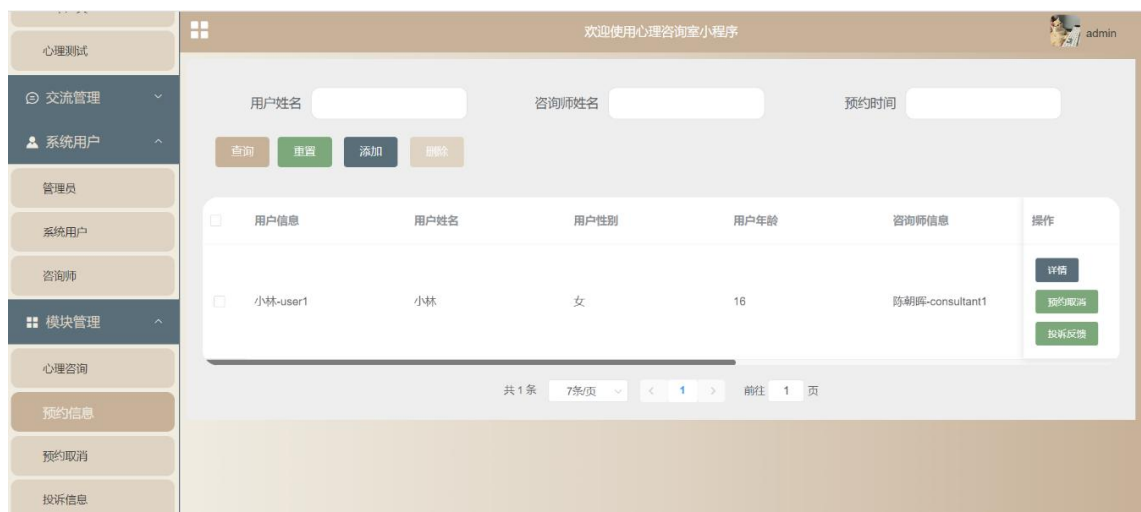 心理测试
欢迎使用心理咨询室小程序
admin
交流管理
系统用户
管理员
系统用户
咨询师
模块管理
心理咨询
预约信息
预约取消
投诉信息
用户姓名 咨询师姓名 预约时间
查询 重置 添加 删除
用户信息 用户姓名 用户性别 用户年龄 咨询师信息 操作
小林-user1 小林 女 16 陈朝晖-consultant1
详情
预约取消
投诉反馈
共 1 条 7条/页 < 1 > 前往 1 页